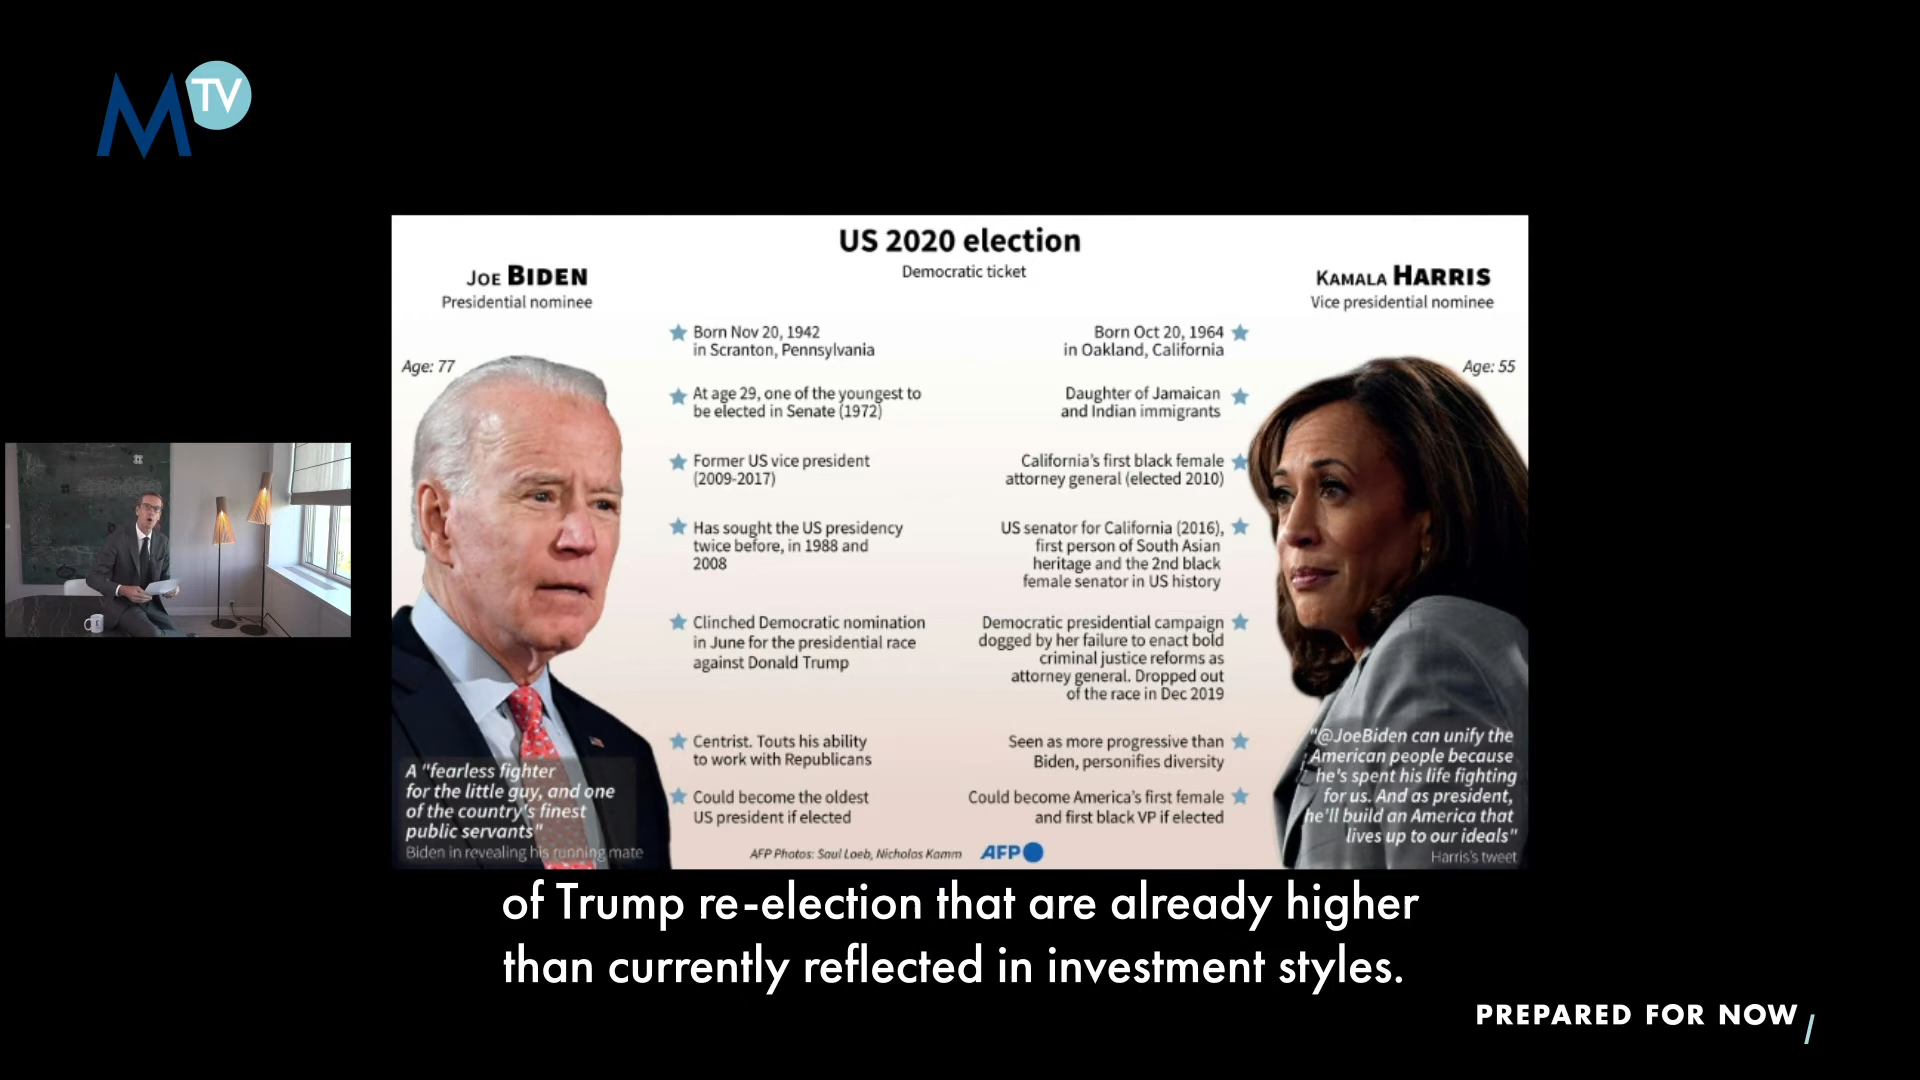 M TV
US 2020 election
Democratic ticket
JOE BIDEN
Presidential nominee
Age: 77
Born Nov 20, 1942
in Scranton, Pennsylvania
At age 29, one of the youngest to
be elected in Senate (1972)
Former US vice president
(2009-2017)
Has sought the US presidency
twice before, in 1988 and
2008
Clinched Democratic nomination
in June for the presidential race
against Donald Trump
Centrist. Touts his ability
to work with Republicans
Could become the oldest
US president if elected
A "fearless fighter
for the little guy, and one
of the country's finest
public servants"
Biden in revealing his running mate
KAMALA HARRIS
Vice presidential nominee
Age: 55
Born Oct 20, 1964
in Oakland, California
Daughter of Jamaican
and Indian immigrants
California's first black female
attorney general (elected 2010)
US senator for California (2016),
first person of South Asian
heritage and the 2nd black
female senator in US history
Democratic presidential campaign
dogged by her failure to enact bold
criminal justice reforms as
attorney general. Dropped out
of the race in Dec 2019
Seen as more progressive than
Biden, personifies diversity
Could become America's first female
and first black VP if elected
"@JoeBiden can unify the
American people because
he's spent his life fighting
for us. And as president,
he'll build an America that
lives up to our ideals"
Harris's tweet
AFP Photos: Saul Loeb, Nicholas Kamm
AFP
of Trump re-election that are already higher
than currently reflected in investment styles.
PREPARED FOR NOW /